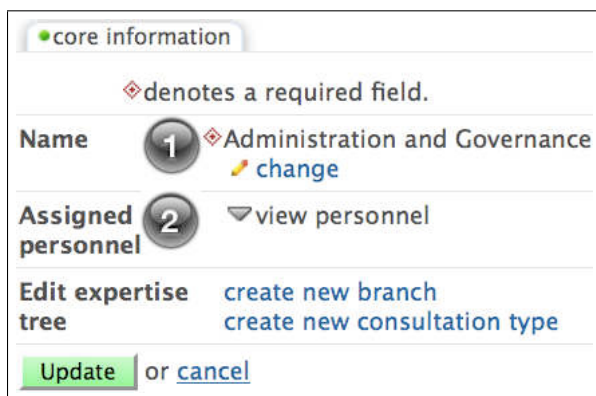 core information
denotes a required field.
Name 1 Administration and Governance
change
Assigned personnel 2 view personnel
Edit expertise tree create new branch
create new consultation type
Update or cancel